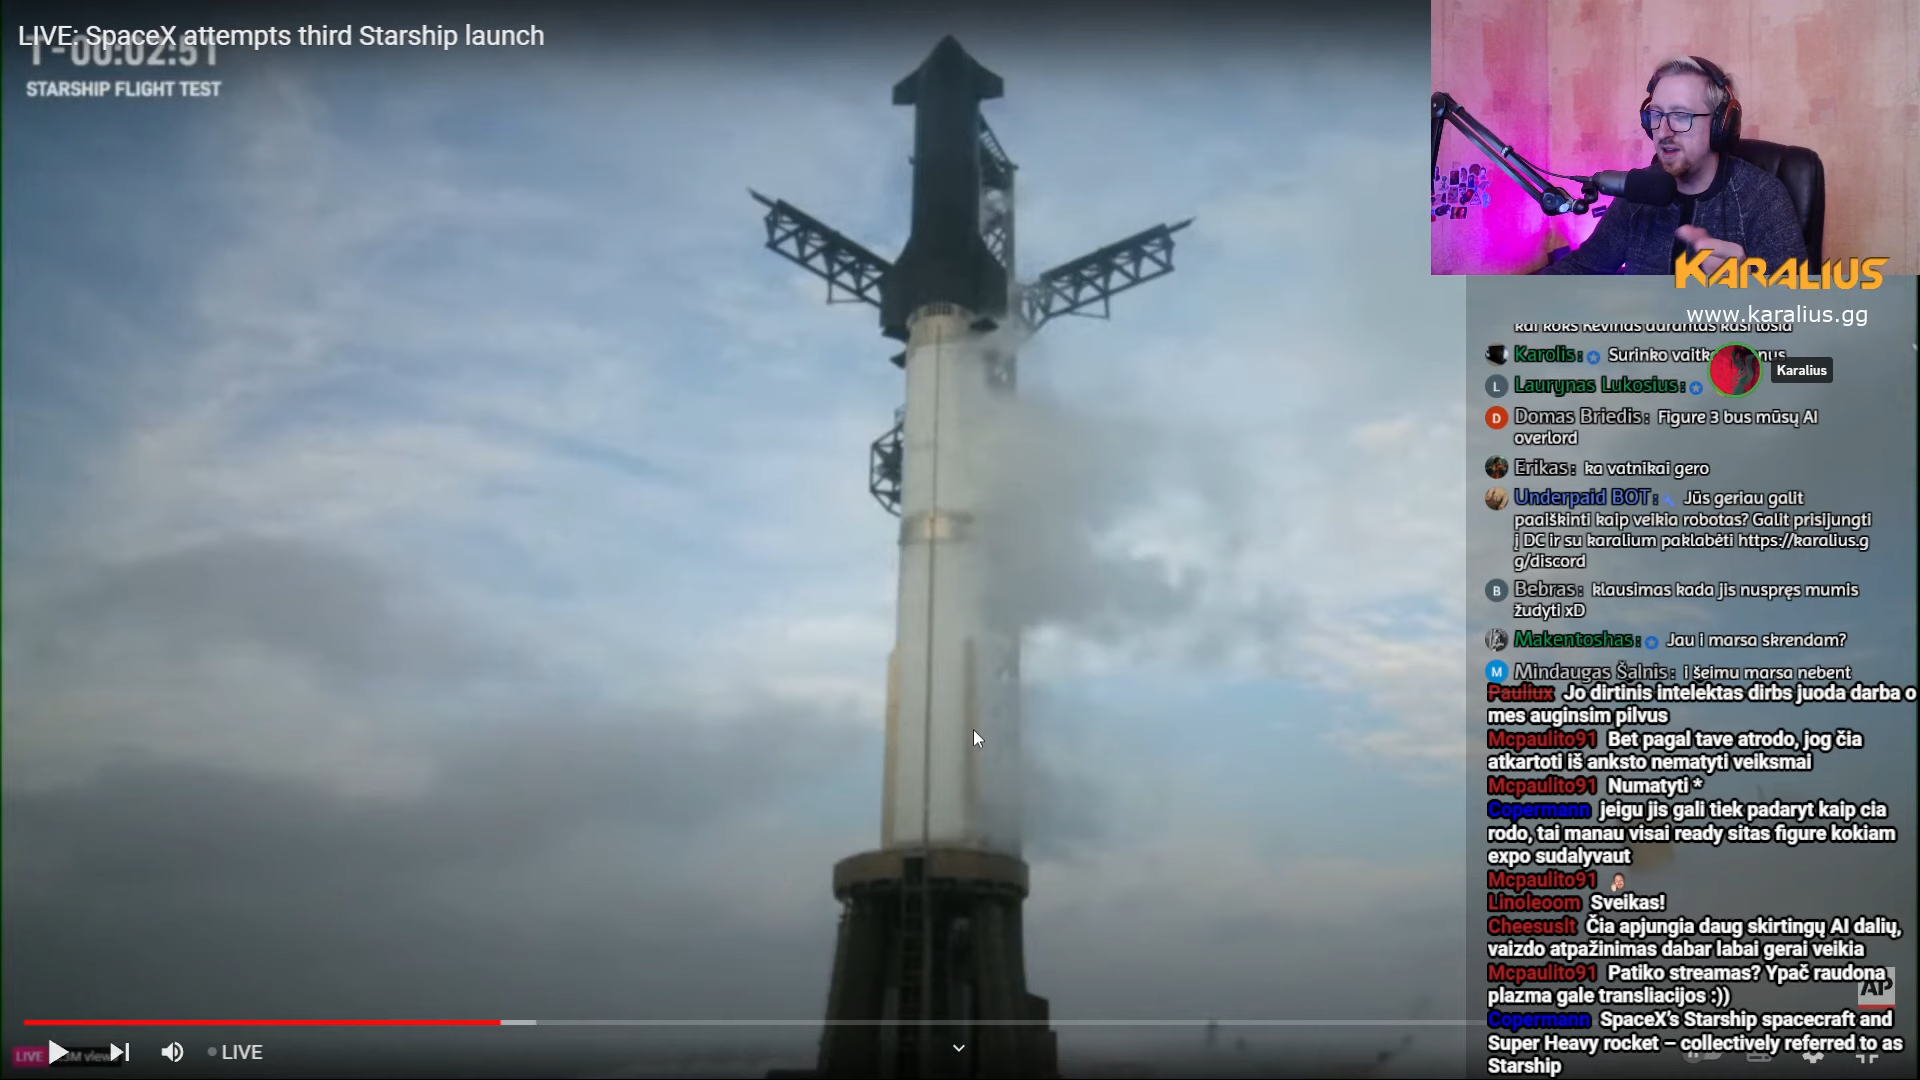 LIVE: SpaceX attempts third Starship launch
T-00:02:51
STARSHIP FLIGHT TEST
KARALIUS
www.karalius.gg
Karolis: Surinko
Karalius
Laurynas Lukosius:
Domas Briedis: Figure 3 bus mūsų AI
overlord
Erikas: ka vatnikai gero
Underpaid BOT: Jūs geriau galit
paaiškinti kaip veikia robotas? Galit prisijungti
į DC ir su karalium paklabėti https://karalius.g
g/discord
Bebras: klausimas kada jis nuspręs mumis
žudyti xD
Makentoshas: Jau i marsa skrendam?
Mindaugas Šalnis: i šeimu marsa nebent
Pauliux Jo dirtinis intelektas dirbs juoda darba o
mes auginsim pilvus
Mcpaulito91 Bet pagal tave atrodo, jog čia
atkartoti iš anksto nematyti veiksmai
Mcpaulito91 Numatyti *
Copermann jeigu jis gali tiek padaryt kaip cia
rodo, tai manau visai ready sitas figure kokiam
expo sudalyvaut
Mcpaulito91
Linoleoom Sveikas!
Cheesuslt Čia apjungia daug skirtingų AI dalių,
vaizdo atpažinimas dabar labai gerai veikia
Mcpaulito91 Patiko streamas? Ypač raudona
plazma gale transliacijos :))
Copermann SpaceX's Starship spacecraft and
Super Heavy rocket – collectively referred to as
Starship
AP
LIVE
LIVE